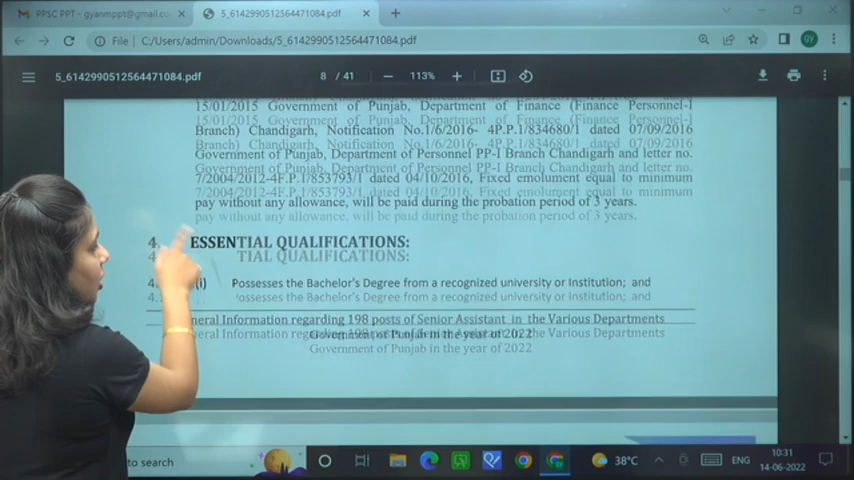 PPSC PPT - gyanmppt@gmail.co
5_6142990512564471084.pdf
File C:/Users/admin/Downloads/5_6142990512564471084.pdf
gy
5_6142990512564471084.pdf 8 / 41 113%
15/01/2015 Government of Punjab, Department of Finance (Finance Personnel-I
Branch) Chandigarh, Notification No.1/6/2016- 4P.P.1/834680/1 dated 07/09/2016
Government of Punjab, Department of Personnel PP-I Branch Chandigarh and letter no.
7/2004/2012-4F.P.1/853793/1 dated 04/10/2016, Fixed emolument equal to minimum
pay without any allowance, will be paid during the probation period of 3 years.
4. ESSENTIAL QUALIFICATIONS:
(i) Possesses the Bachelor's Degree from a recognized university or Institution; and
neral Information regarding 198 posts of Senior Assistant in the Various Departments
Government of Punjab in the year of 2022
to search
38°C ENG 10:31
14-06-2022